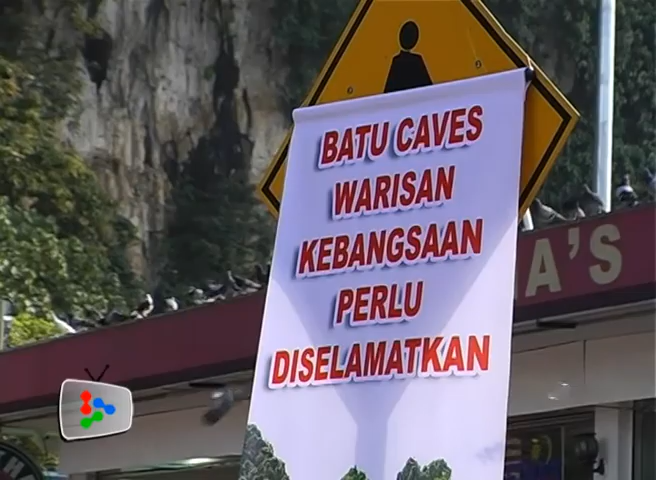 BATU CAVES
WARISAN
KEBANGSAAN
PERLU
DISELAMATKAN
A'S